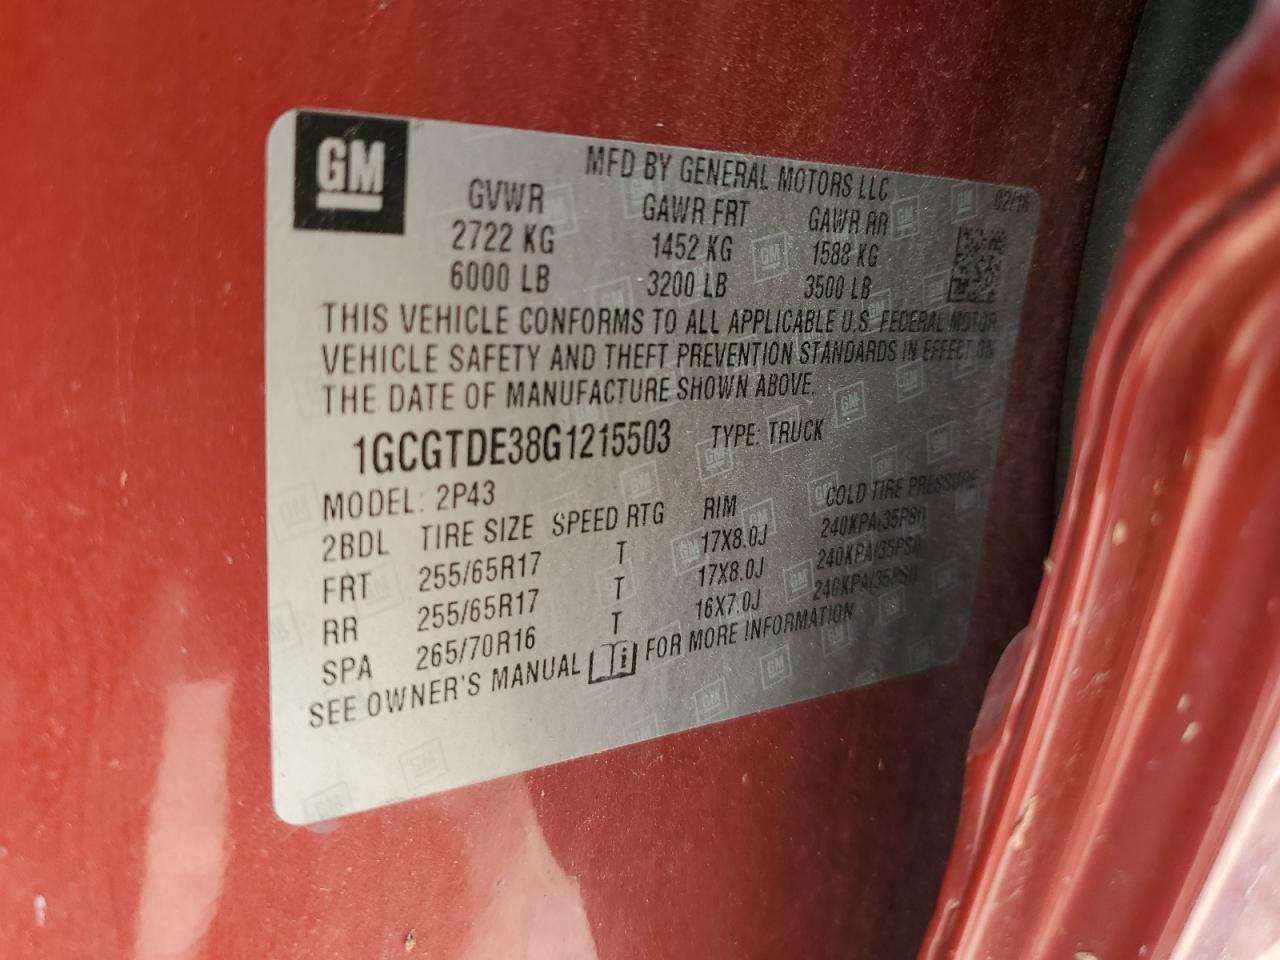 GM
MFD BY GENERAL MOTORS LLC
02/16
GVWR GAWR FRT GAWR RR
2722 KG 1452 KG 1588 KG
6000 LB 3200 LB 3500 LB
THIS VEHICLE CONFORMS TO ALL APPLICABLE U.S. FEDERAL MOTOR
VEHICLE SAFETY AND THEFT PREVENTION STANDARDS IN EFFECT ON
THE DATE OF MANUFACTURE SHOWN ABOVE.
1GCGTDE38G1215503 TYPE: TRUCK
MODEL: 2P43
2BDL TIRE SIZE SPEED RTG RIM COLD TIRE PRESSURE
FRT 255/65R17 T 17X8.0J 240KPA(35PSI)
RR 255/65R17 T 17X8.0J 240KPA(35PSI)
SPA 265/70R16 T 16X7.0J 240KPA(35PSI)
SEE OWNER'S MANUAL i FOR MORE INFORMATION